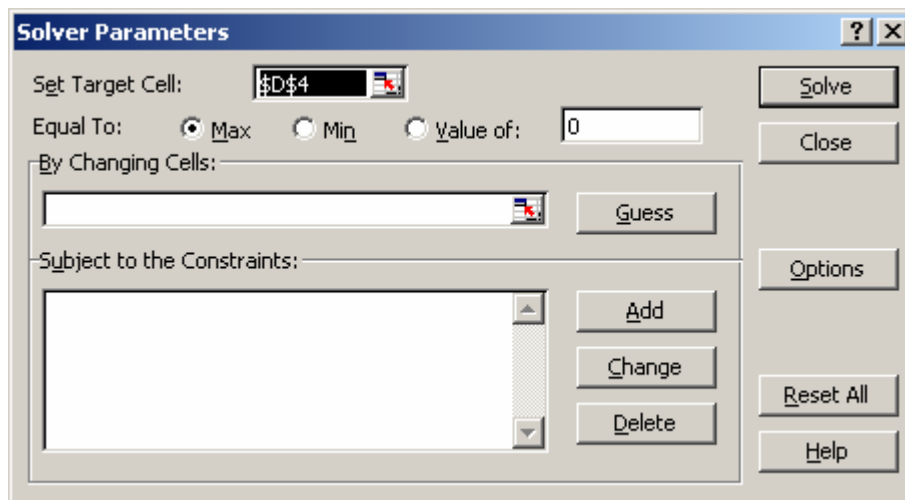 Solver Parameters
? X
Set Target Cell: $D$4
Solve
Equal To: Max Min Value of: 0
Close
By Changing Cells:
Guess
Subject to the Constraints:
Options
Add
Change
Reset All
Delete
Help